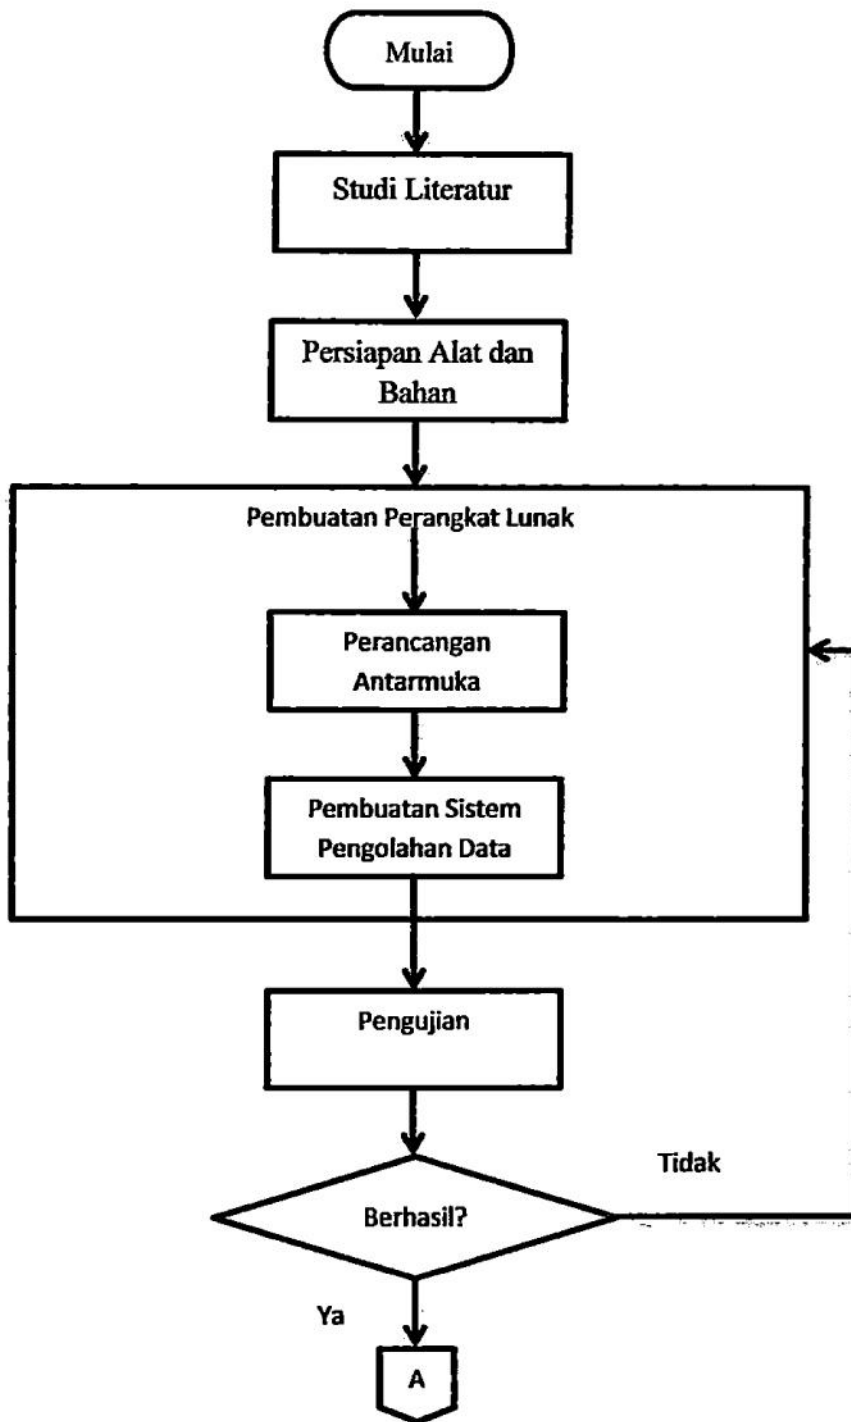 Mulai
Studi Literatur
Persiapan Alat dan
Bahan
Pembuatan Perangkat Lunak
Perancangan
Antarmuka
Pembuatan Sistem
Pengolahan Data
Pengujian
Tidak
Berhasil?
Ya
A